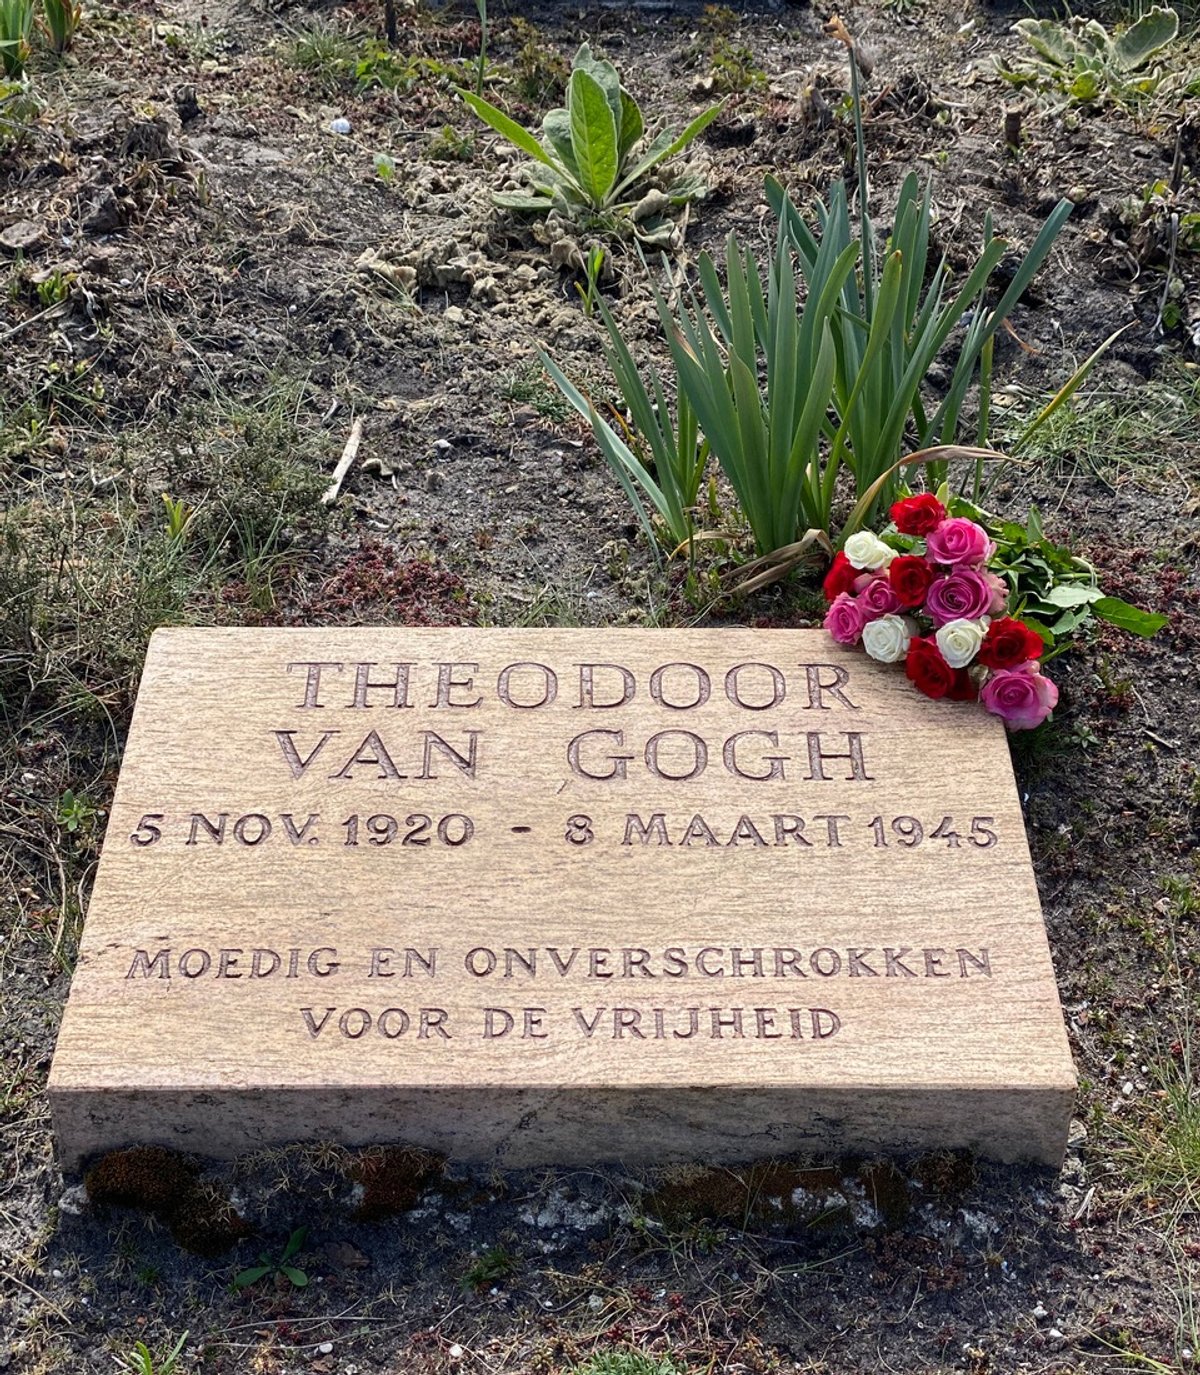 THEODOOR
VAN GOGH
5 NOV. 1920 - 8 MAART 1945
MOEDIG EN ONVERSCHROKKEN
VOOR DE VRIJHEID